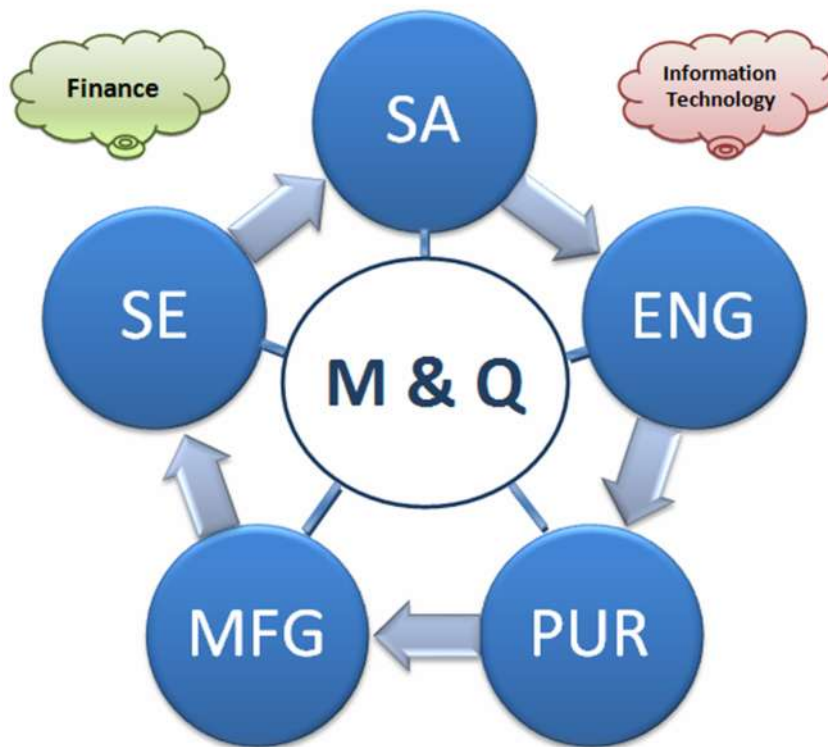 Finance
Information
Technology
SA
SE
ENG
M & Q
MFG
PUR